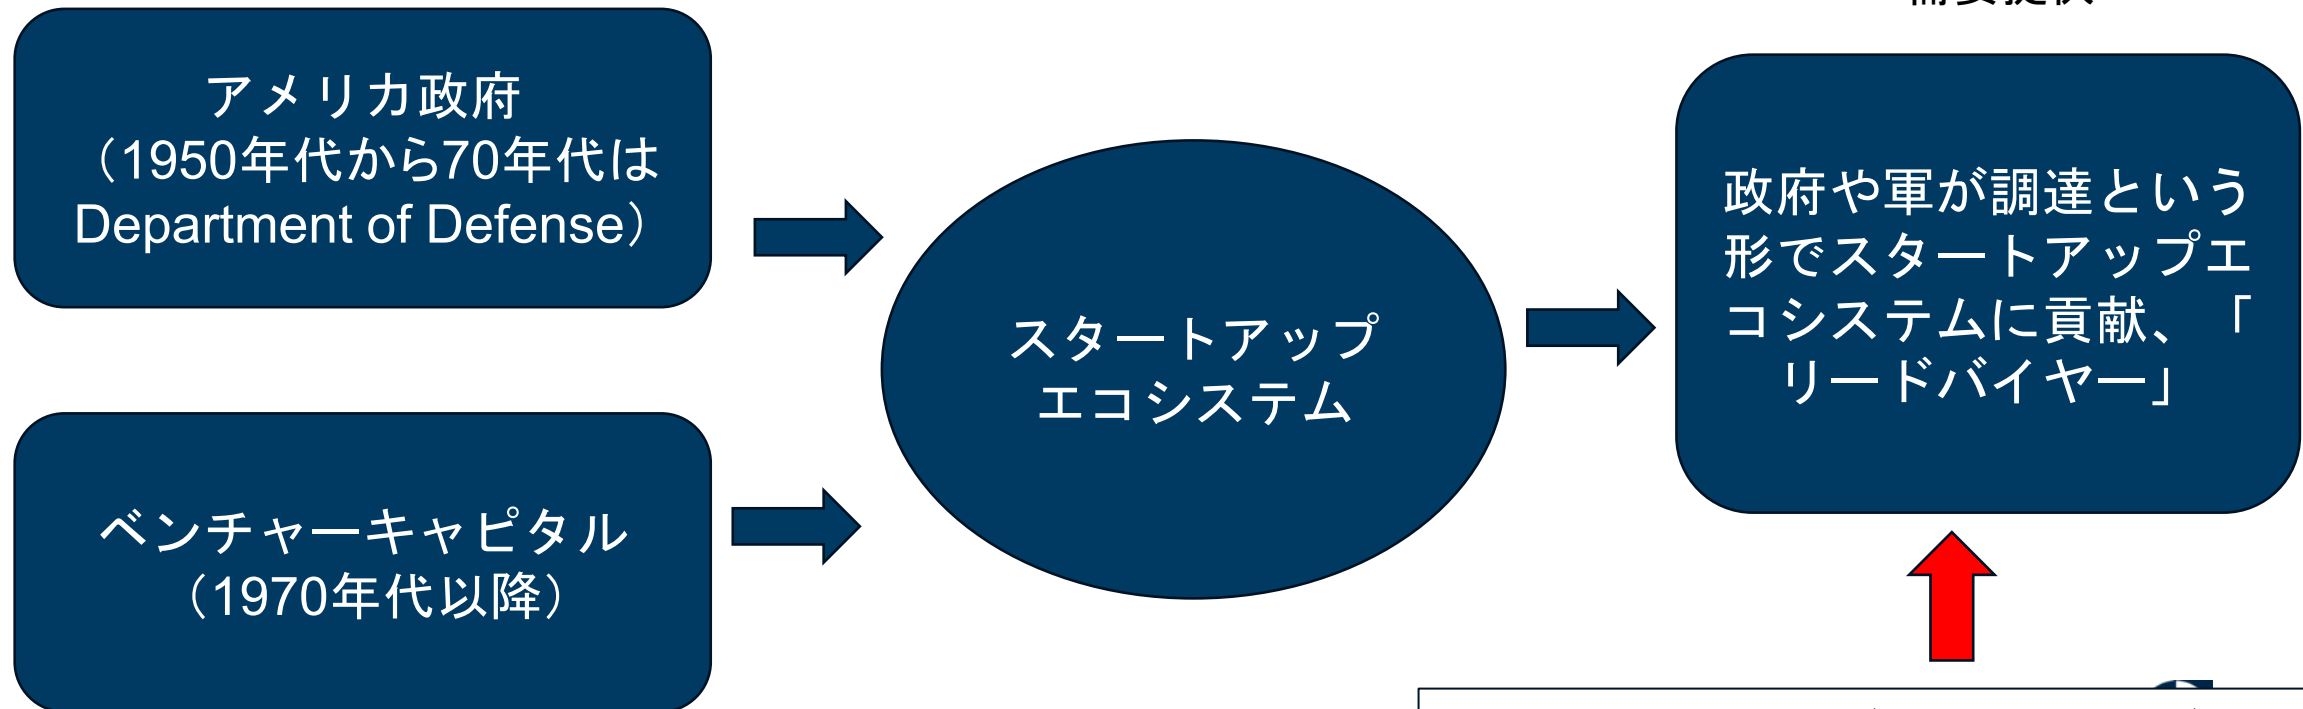 需要提供
アメリカ政府
（1950年代から70年代は
Department of Defense）
スタートアップ
エコシステム
政府や軍が調達という
形でスタートアップエ
コシステムに貢献、「
リードバイヤー」
ベンチャーキャピタル
（1970年代以降）